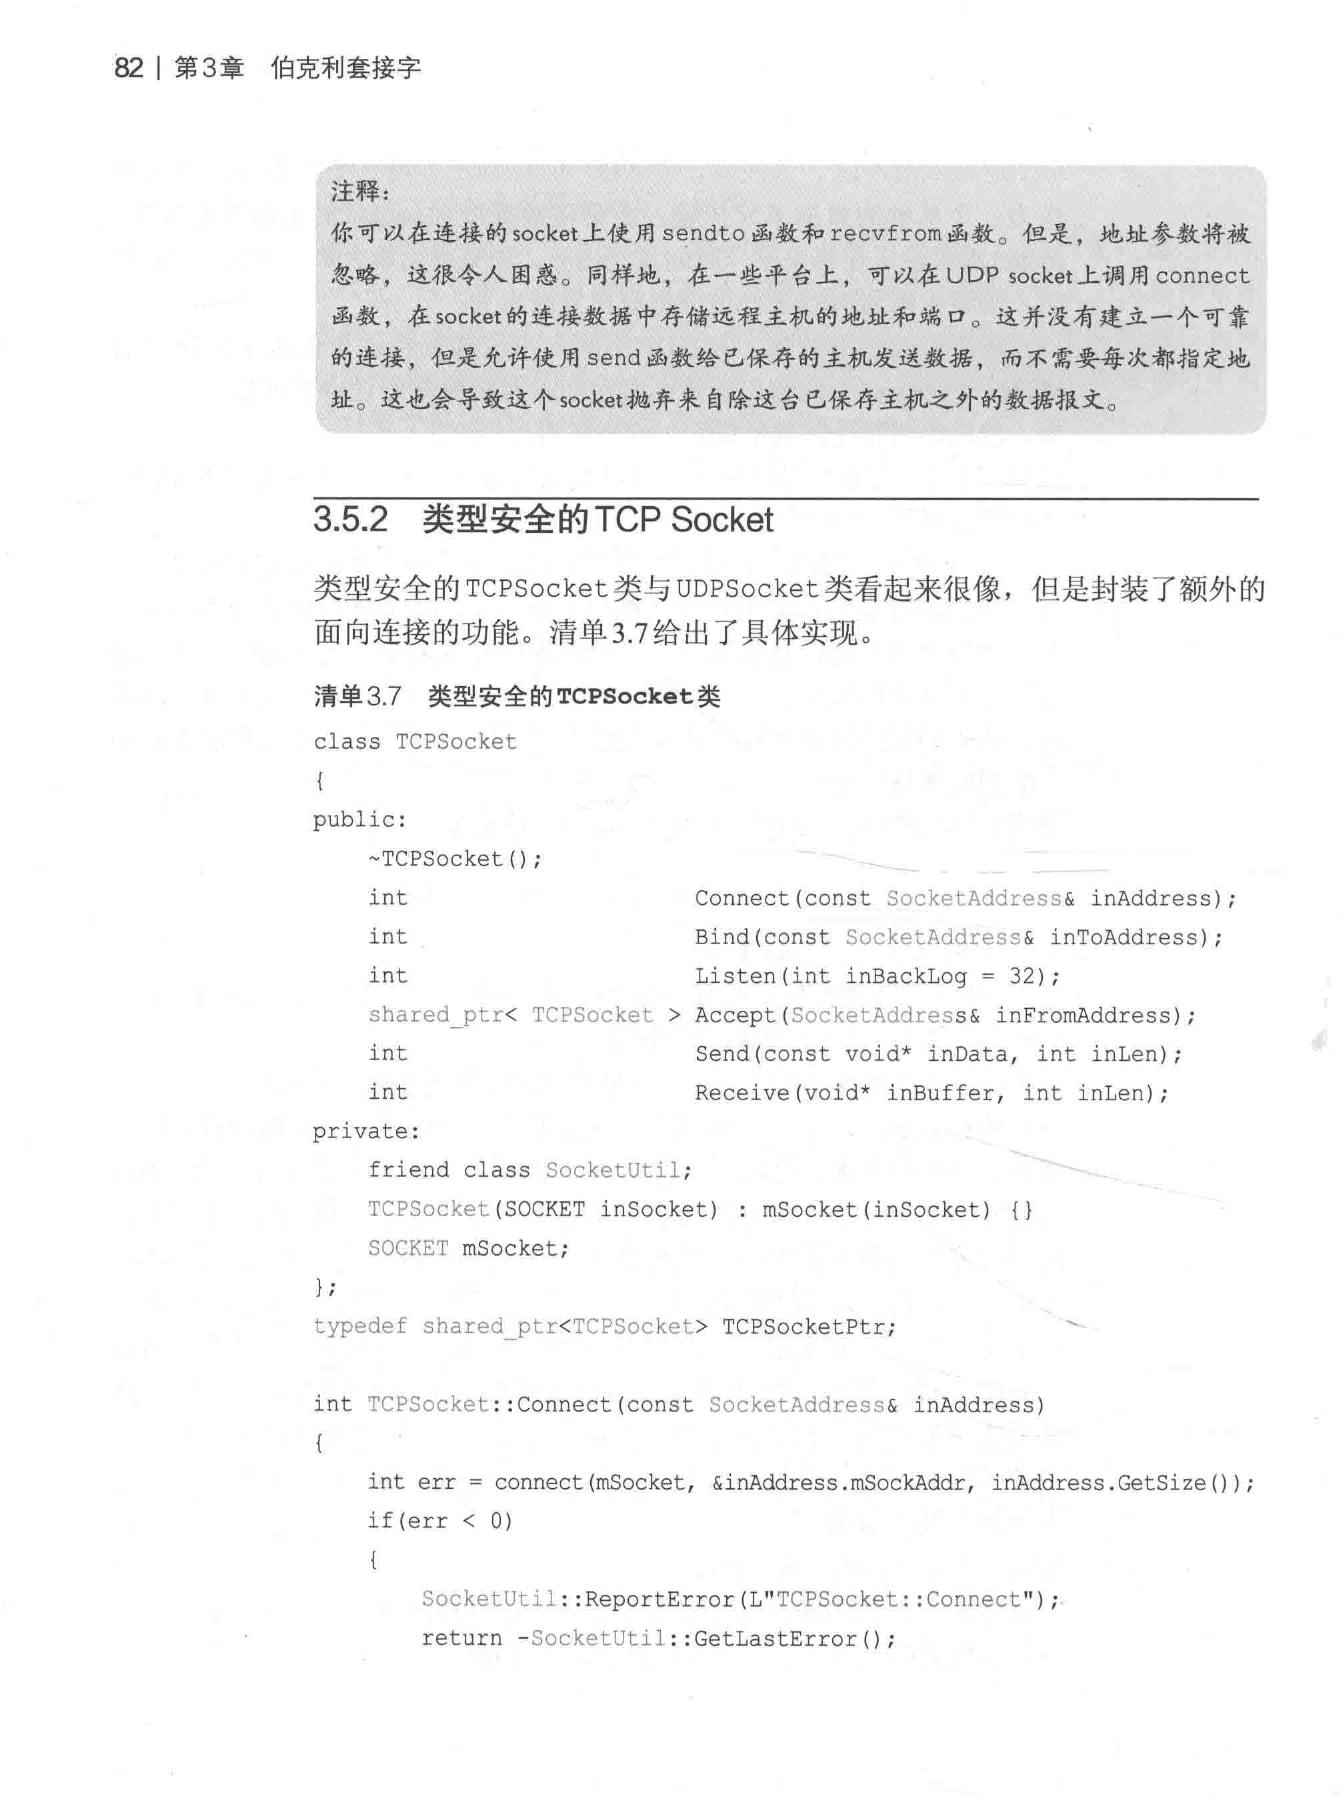 82 | 第3章 伯克利套接字
注释：
你可以在连接的socket上使用sendto函数和recvfrom函数。但是，地址参数将被
忽略，这很令人困惑。同样地，在一些平台上，可以在UDP socket上调用connect
函数，在socket的连接数据中存储远程主机的地址和端口。这并没有建立一个可靠
的连接，但是允许使用send函数给已保存的主机发送数据，而不需要每次都指定地
址。这也会导致这个socket抛弃来自除这台已保存主机之外的数据报文。
3.5.2 类型安全的TCP Socket
类型安全的TCPSocket类与UDPSocket类看起来很像，但是封装了额外的
面向连接的功能。清单3.7给出了具体实现。
清单3.7 类型安全的TCPSocket类
class TCPSocket
{
public:
    ~TCPSocket();
    int                     Connect(const SocketAddress& inAddress);
    int                     Bind(const SocketAddress& inToAddress);
    int                     Listen(int inBackLog = 32);
    shared_ptr< TCPSocket > Accept(SocketAddress& inFromAddress);
    int                     Send(const void* inData, int inLen);
    int                     Receive(void* inBuffer, int inLen);
private:
    friend class SocketUtil;
    TCPSocket(SOCKET inSocket) : mSocket(inSocket) {}
    SOCKET mSocket;
};
typedef shared_ptr<TCPSocket> TCPSocketPtr;
int TCPSocket::Connect(const SocketAddress& inAddress)
{
    int err = connect(mSocket, &inAddress.mSockAddr, inAddress.GetSize());
    if(err < 0)
    {
        SocketUtil::ReportError(L"TCPSocket::Connect");
        return -SocketUtil::GetLastError();